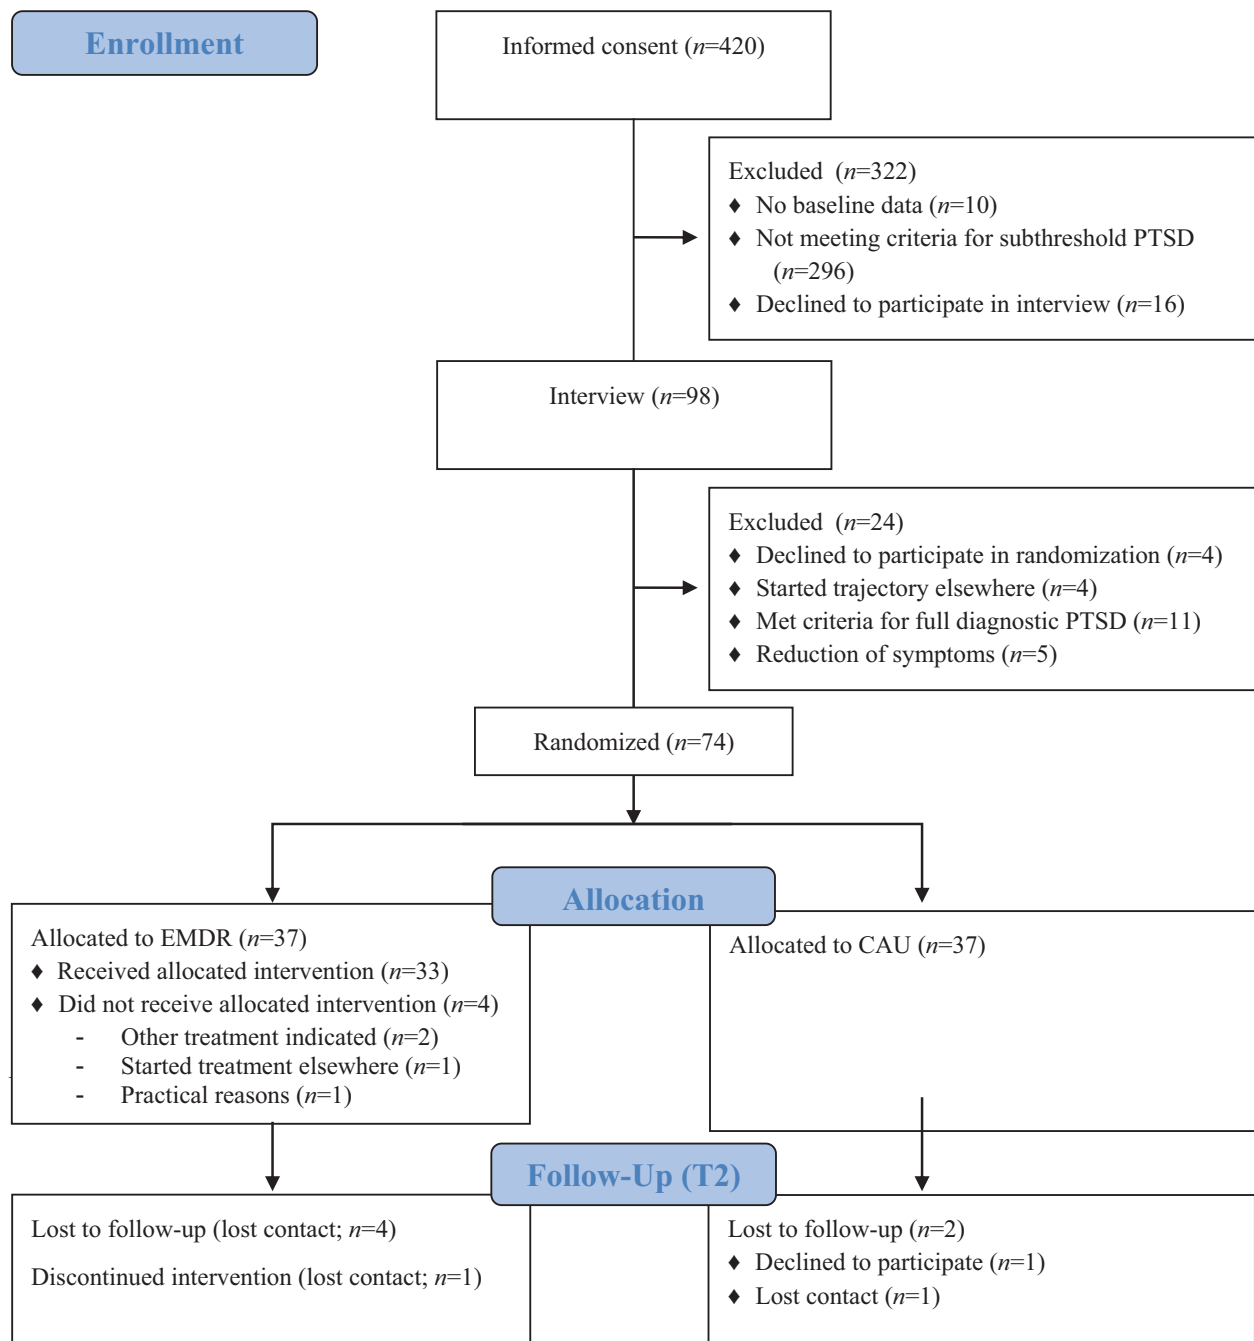 Enrollment
Informed consent (n=420)
Excluded (n=322)
♦ No baseline data (n=10)
♦ Not meeting criteria for subthreshold PTSD
(n=296)
♦ Declined to participate in interview (n=16)
Interview (n=98)
Excluded (n=24)
♦ Declined to participate in randomization (n=4)
♦ Started trajectory elsewhere (n=4)
♦ Met criteria for full diagnostic PTSD (n=11)
♦ Reduction of symptoms (n=5)
Randomized (n=74)
Allocation
Allocated to EMDR (n=37)
♦ Received allocated intervention (n=33)
♦ Did not receive allocated intervention (n=4)
- Other treatment indicated (n=2)
- Started treatment elsewhere (n=1)
- Practical reasons (n=1)
Allocated to CAU (n=37)
Follow-Up (T2)
Lost to follow-up (lost contact; n=4)
Discontinued intervention (lost contact; n=1)
Lost to follow-up (n=2)
♦ Declined to participate (n=1)
♦ Lost contact (n=1)